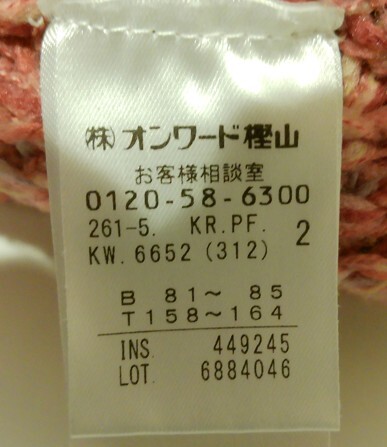 (株)オンワード樫山
お客様相談室
0120-58-6300
261-5. KR.PF. 2
KW.6652(312)
B 81～ 85
T158～164
INS. 449245
LOT. 6884046